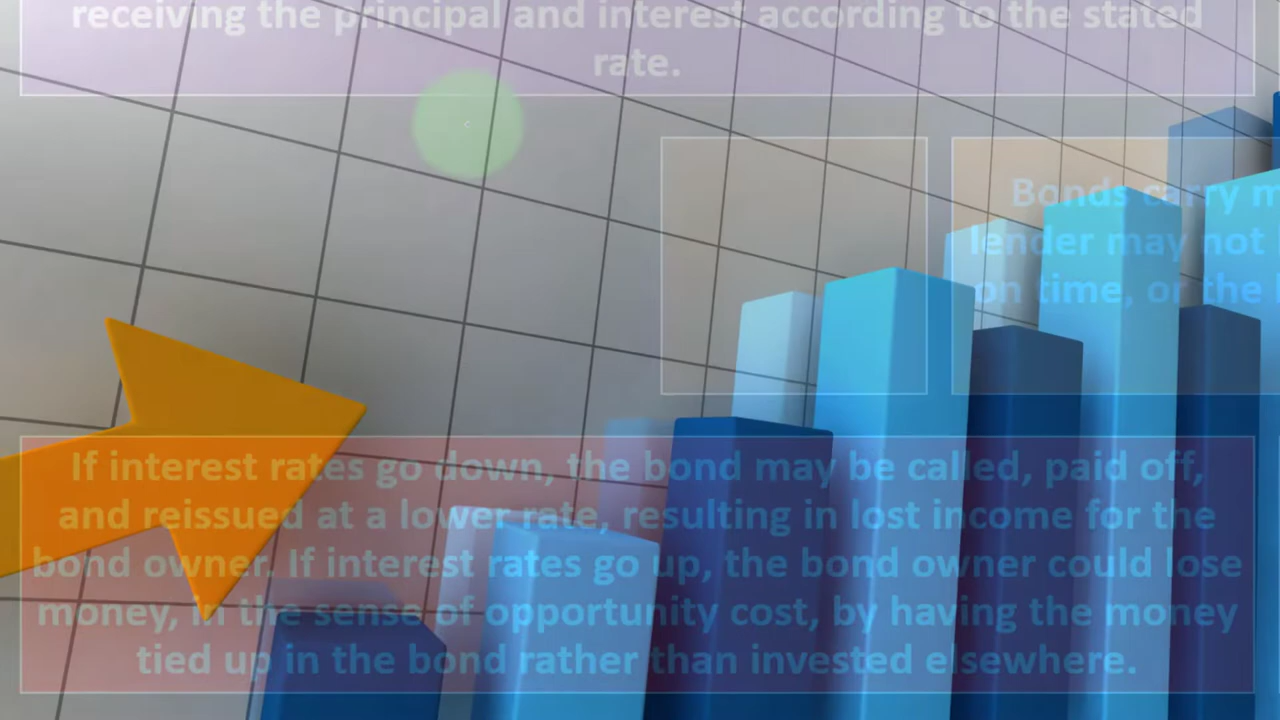 receiving the principal and interest according to the stated
rate.
Bonds carry
lender may not
on time, or the
If interest rates go down, the bond may be called, paid off,
and reissued at a lower rate, resulting in lost income for the
bond owner. If interest rates go up, the bond owner could lose
money, in the sense of opportunity cost, by having the money
tied up in the bond rather than invested elsewhere.